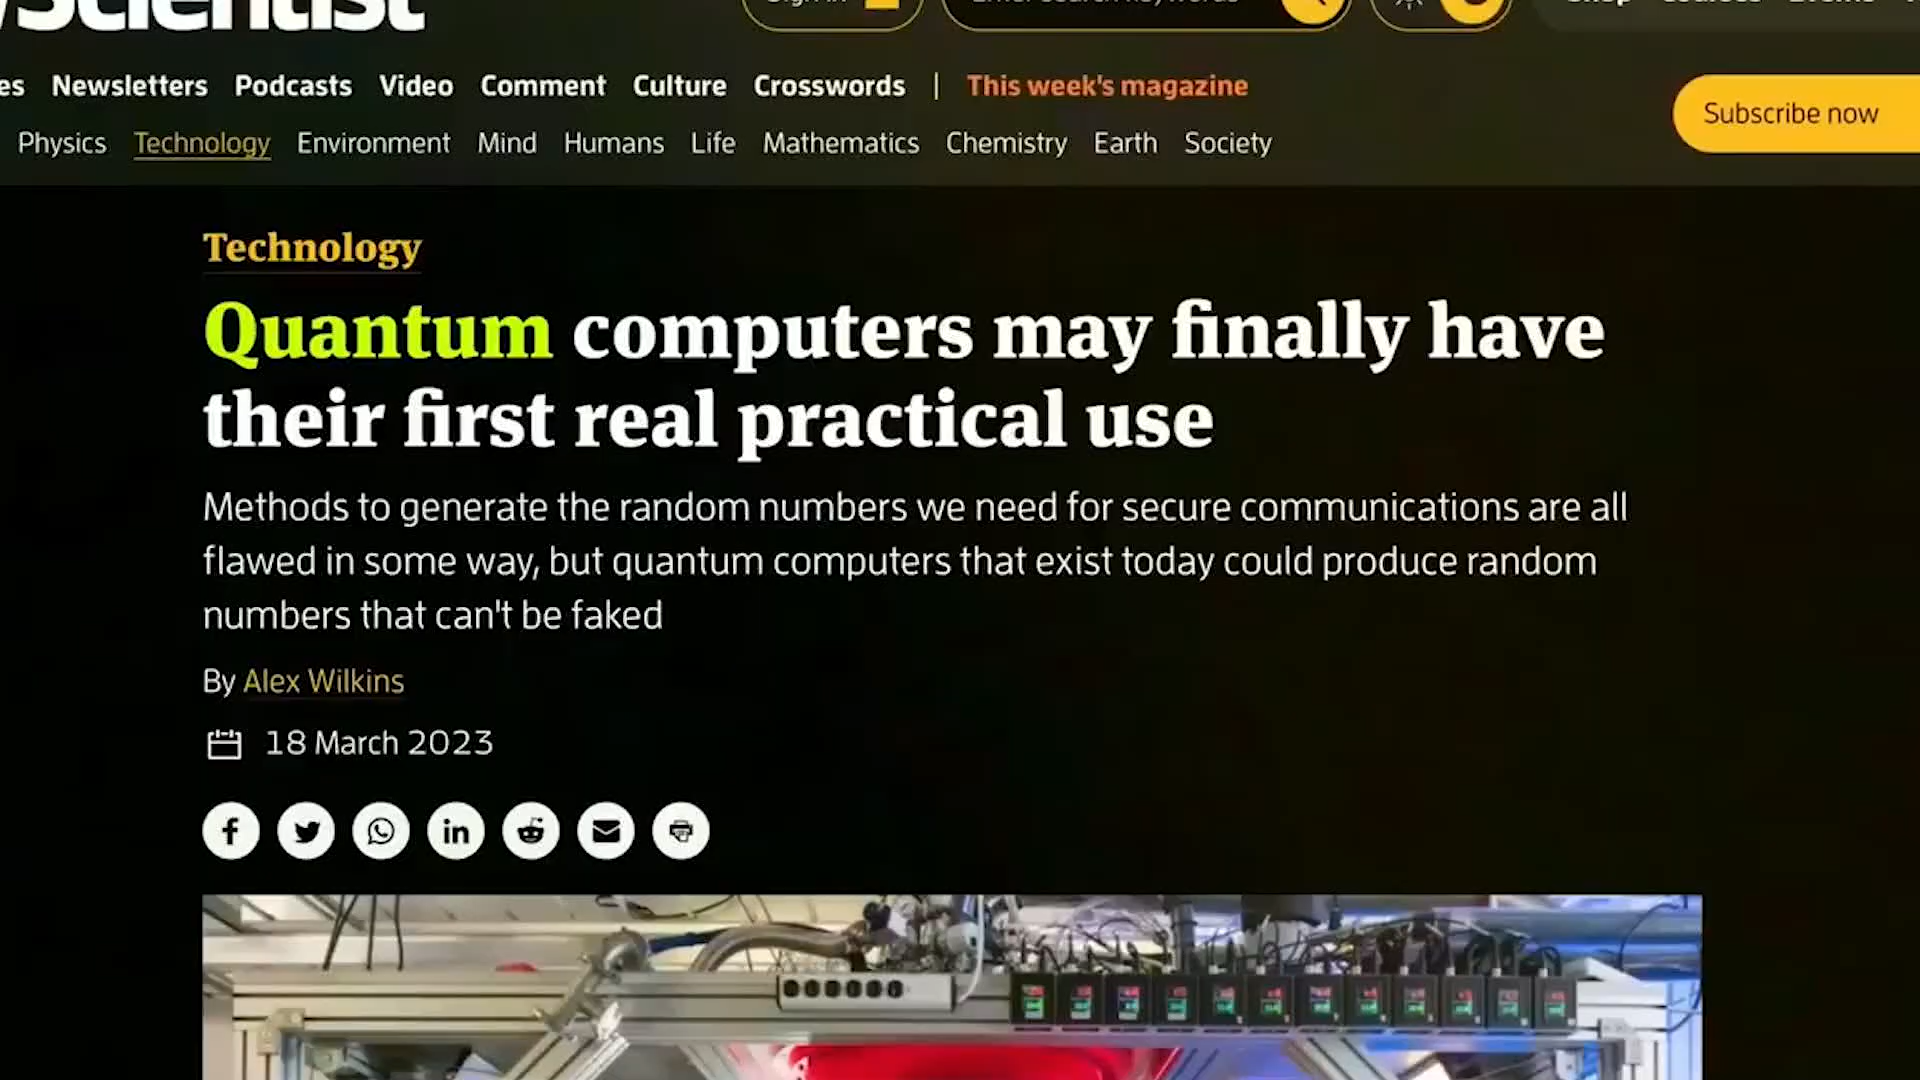 Scientist
Newsletters Podcasts Video Comment Culture Crosswords | This week's magazine
Subscribe now
Physics Technology Environment Mind Humans Life Mathematics Chemistry Earth Society
Technology
Quantum computers may finally have
their first real practical use
Methods to generate the random numbers we need for secure communications are all
flawed in some way, but quantum computers that exist today could produce random
numbers that can't be faked
By Alex Wilkins
18 March 2023